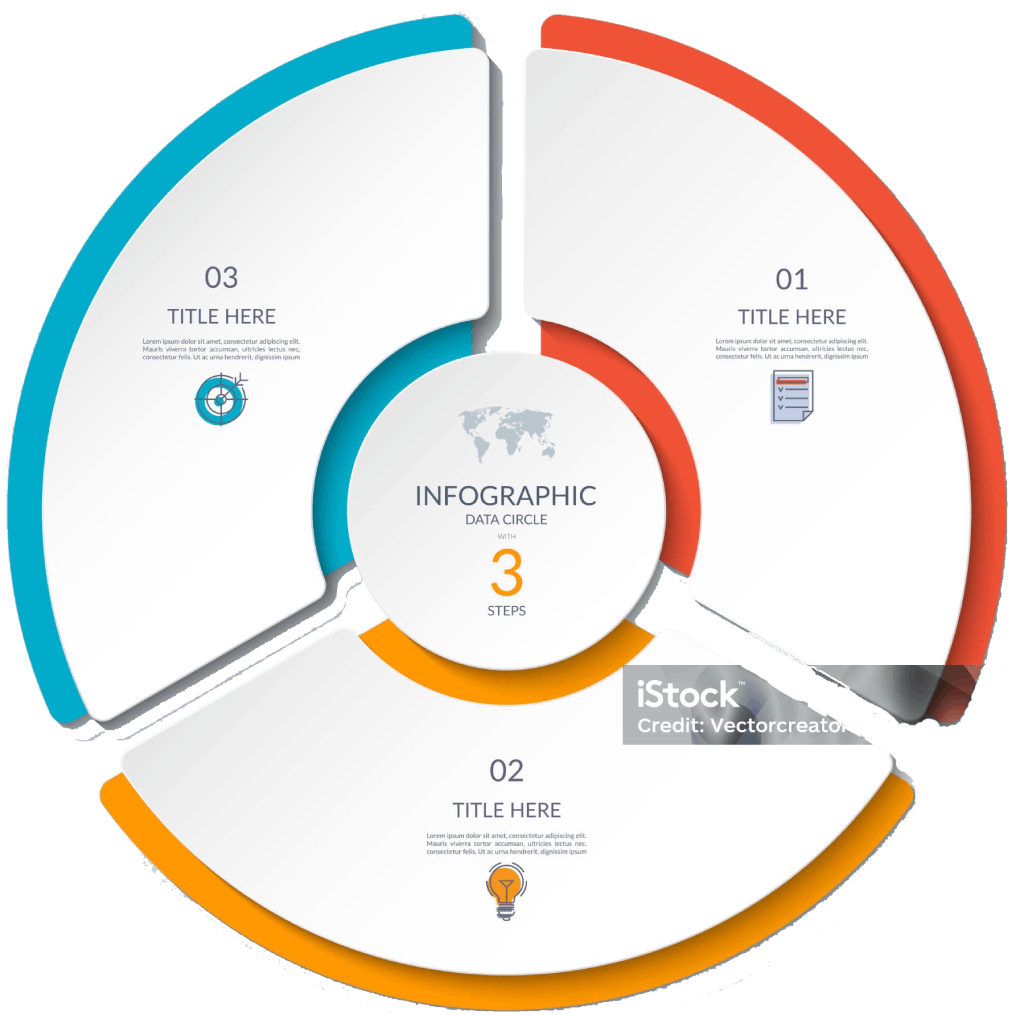 INFOGRAPHIC
DATA CIRCLE
WITH
3
STEPS
01
TITLE HERE
Lorem ipsum dolor sit amet, consectetur adipiscing elit.
Mauris viverra tortor accumsan, ultricies lectus nec,
consectetur felis. Ut ac urna hendrerit, dignissim ipsum
02
TITLE HERE
Lorem ipsum dolor sit amet, consectetur adipiscing elit.
Mauris viverra tortor accumsan, ultricies lectus nec,
consectetur felis. Ut ac urna hendrerit, dignissim ipsum
03
TITLE HERE
Lorem ipsum dolor sit amet, consectetur adipiscing elit.
Mauris viverra tortor accumsan, ultricies lectus nec,
consectetur felis. Ut ac urna hendrerit, dignissim ipsum
iStock™
Credit: Vectorcreator